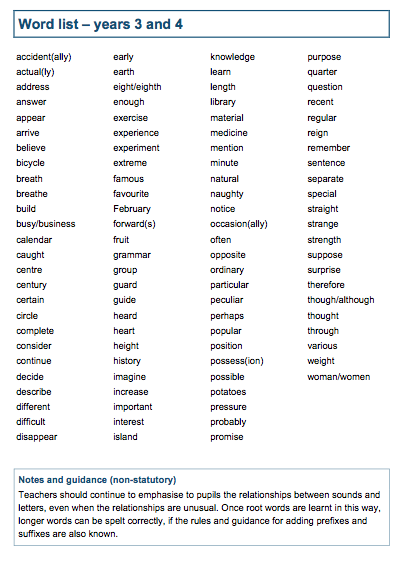 Word list – years 3 and 4
accident(ally)
actual(ly)
address
answer
appear
arrive
believe
bicycle
breath
breathe
build
busy/business
calendar
caught
centre
century
certain
circle
complete
consider
continue
decide
describe
different
difficult
disappear
early
earth
eight/eighth
enough
exercise
experience
experiment
extreme
famous
favourite
February
forward(s)
fruit
grammar
group
guard
guide
heard
heart
height
history
imagine
increase
important
interest
island
knowledge
learn
length
library
material
medicine
mention
minute
natural
naughty
notice
occasion(ally)
often
opposite
ordinary
particular
peculiar
perhaps
popular
position
possess(ion)
possible
potatoes
pressure
probably
promise
purpose
quarter
question
recent
regular
reign
remember
sentence
separate
special
straight
strange
strength
suppose
surprise
therefore
though/although
thought
through
various
weight
woman/women
Notes and guidance (non-statutory)
Teachers should continue to emphasise to pupils the relationships between sounds and
letters, even when the relationships are unusual. Once root words are learnt in this way,
longer words can be spelt correctly, if the rules and guidance for adding prefixes and
suffixes are also known.